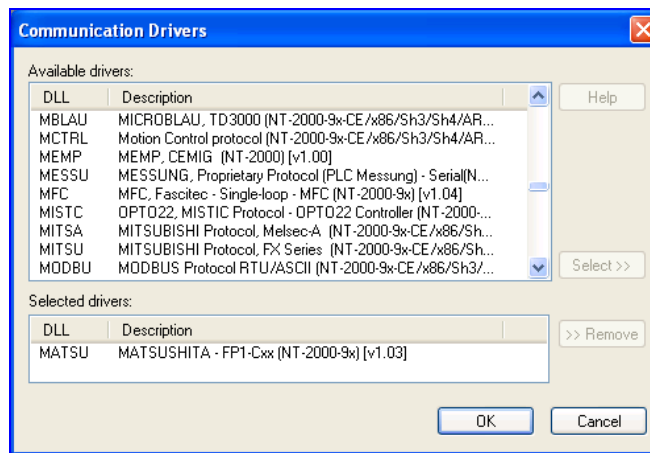 Communication Drivers
Available drivers:
DLL Description
MBLAU MICROBLAU, TD3000 (NT-2000-9x-CE/x86/Sh3/Sh4/AR...
MCTRL Motion Control protocol (NT-2000-9x-CE/x86/Sh3/Sh4/AR...
MEMP MEMP, CEMIG (NT-2000) [v1.00]
MESSU MESSUNG, Proprietary Protocol (PLC Messung) - Serial(N...
MFC MFC, Fascitec - Single-loop - MFC (NT-2000-9x) [v1.04]
MISTC OPTO22, MISTIC Protocol - OPTO22 Controller (NT-2000-...
MITSA MITSUBISHI Protocol, Melsec-A (NT-2000-9x-CE/x86/Sh...
MITSU MITSUBISHI Protocol, FX Series (NT-2000-9x-CE/x86/Sh...
MODBU MODBUS Protocol RTU/ASCII (NT-2000-9x-CE/x86/Sh3/...
Help
Select >>
Selected drivers:
DLL Description
MATSU MATSUSHITA - FP1-Cxx (NT-2000-9x) [v1.03]
>> Remove
OK Cancel